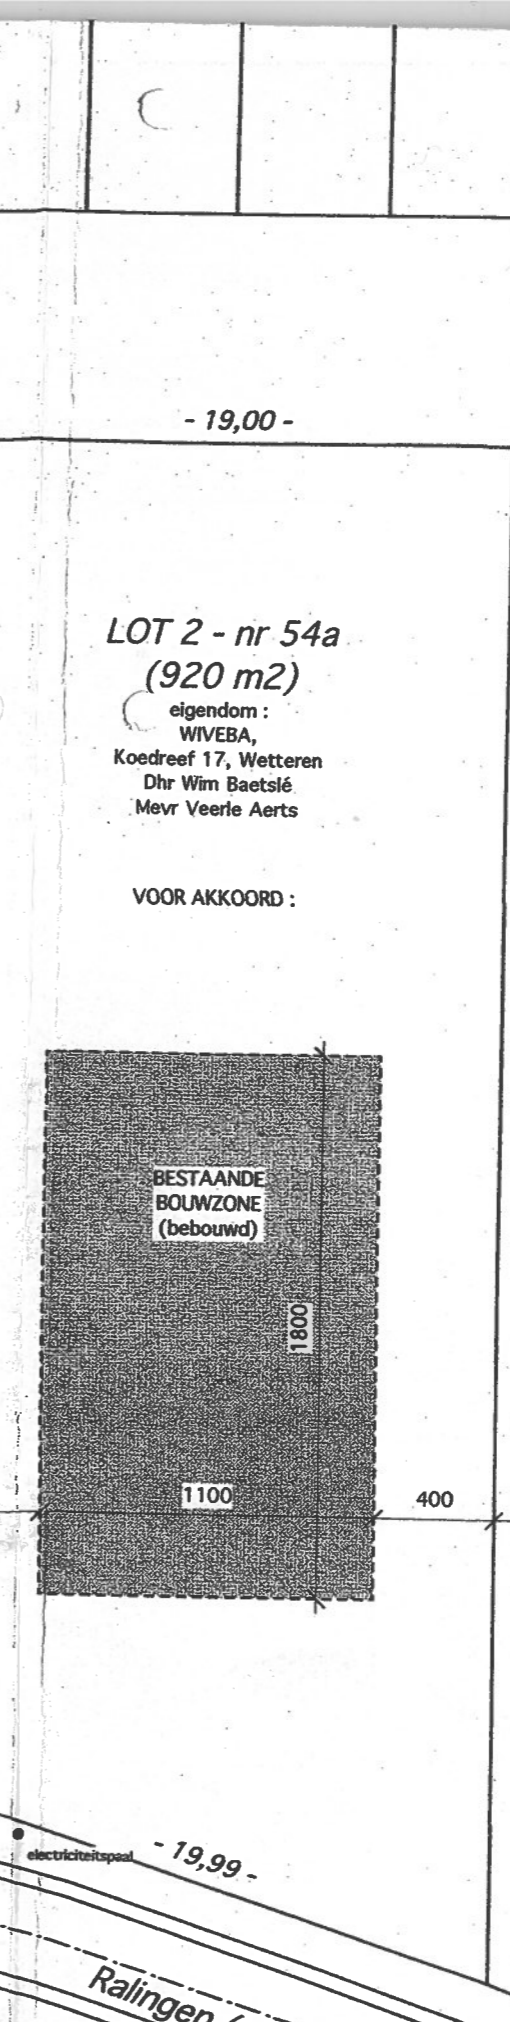 - 19,00 -
LOT 2 - nr 54a
(920 m2)
eigendom :
WIVEBA,
Koedreef 17, Wetteren
Dhr Wim Baetslé
Mevr Veerle Aerts
VOOR AKKOORD :
BESTAANDE
BOUWZONE
(bebouwd)
1800
1100
400
- 19,99 -
electriciteitspaal
Ralingen (